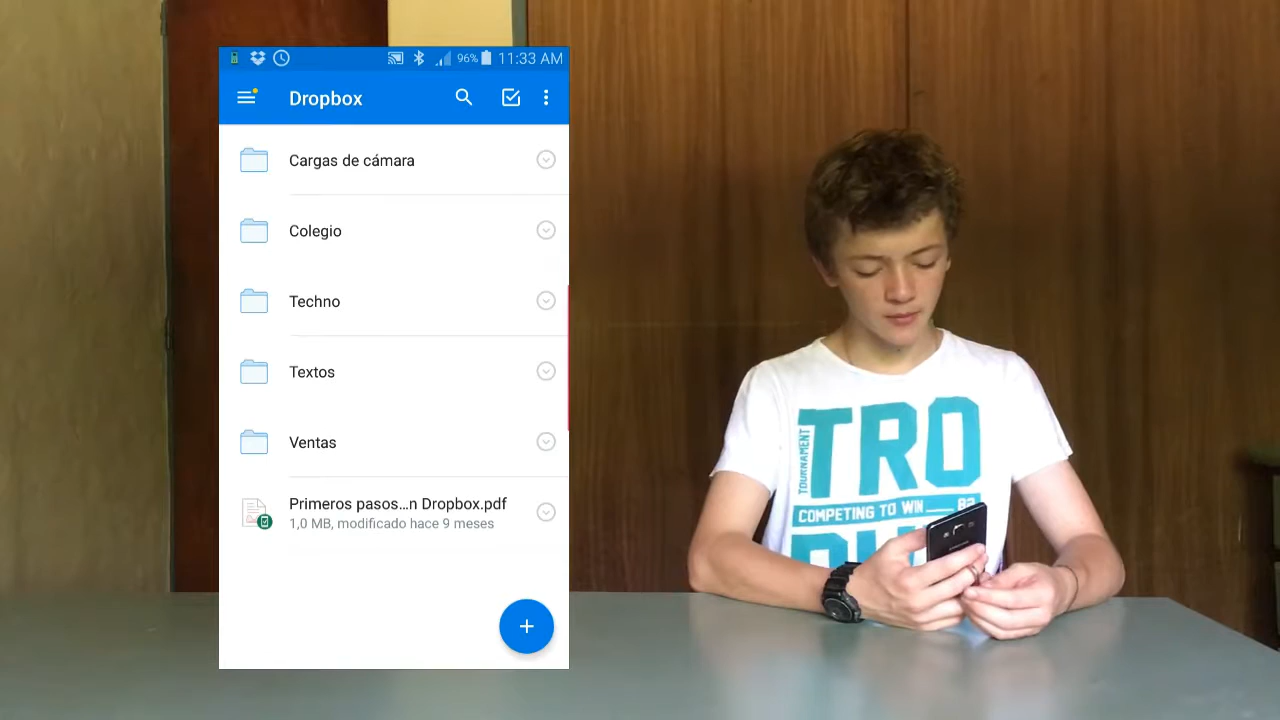 96% 11:33 AM
Dropbox
Cargas de cámara
Colegio
Techno
Textos
Ventas
Primeros pasos...n Dropbox.pdf
1,0 MB, modificado hace 9 meses
TOURNAMENT
TRO
COMPETING TO WIN